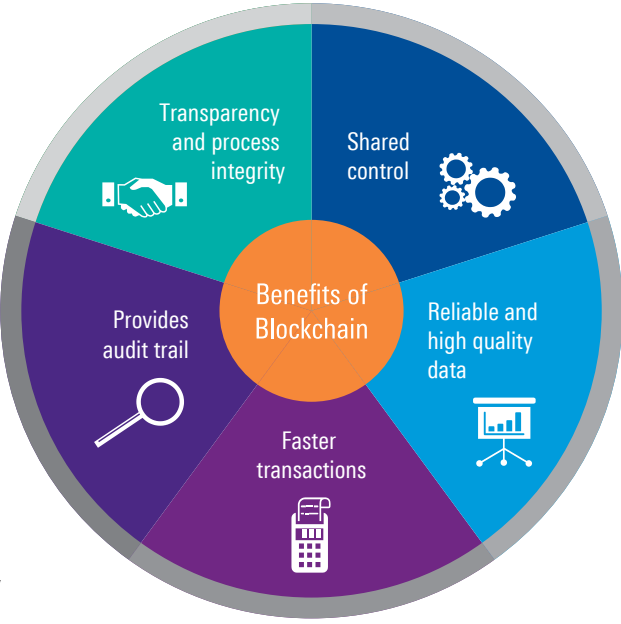 Benefits of
Blockchain
Transparency
and process
integrity
Shared
control
Reliable and
high quality
data
Faster
transactions
Provides
audit trail